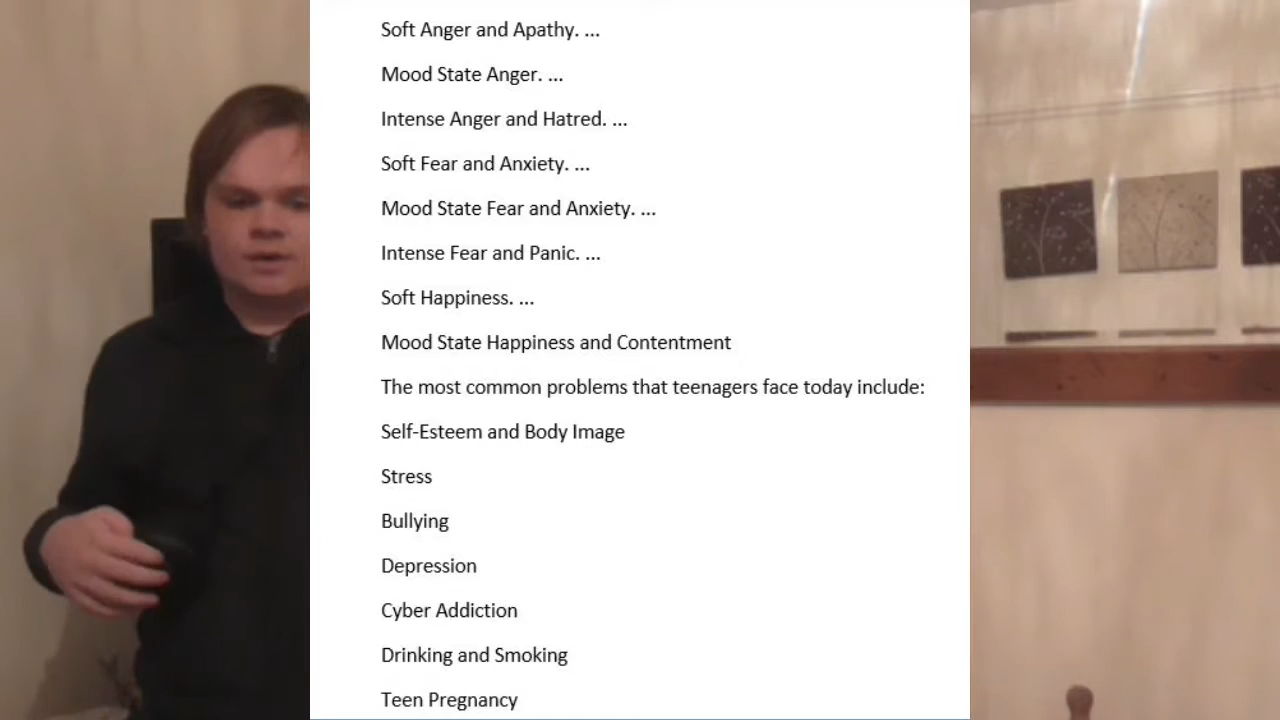 Soft Anger and Apathy. ...
Mood State Anger. ...
Intense Anger and Hatred. ...
Soft Fear and Anxiety. ...
Mood State Fear and Anxiety. ...
Intense Fear and Panic. ...
Soft Happiness. ...
Mood State Happiness and Contentment
The most common problems that teenagers face today include:
Self-Esteem and Body Image
Stress
Bullying
Depression
Cyber Addiction
Drinking and Smoking
Teen Pregnancy